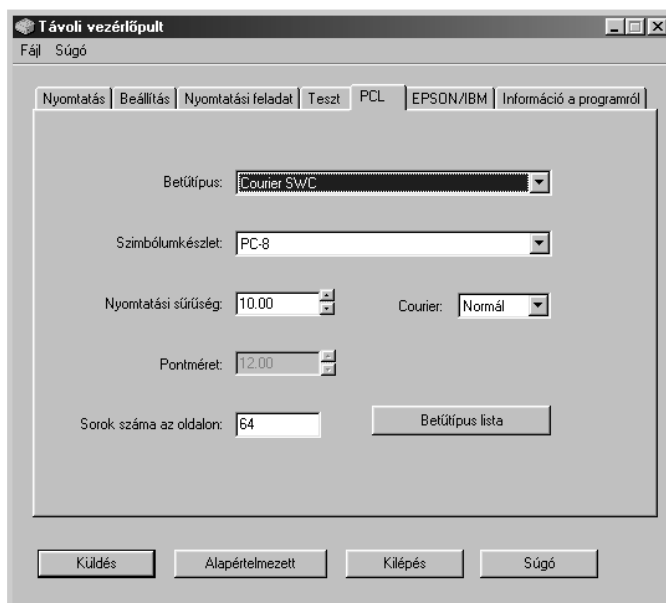 Távoli vezérlőpult
Fájl Súgó
Nyomtatás Beállítás Nyomtatási feladat Teszt PCL EPSON/IBM Információ a programról
Betűtípus: Courier SWC
Szimbólumkészlet: PC-8
Nyomtatási sűrűség: 10.00 Courier: Normál
Pontméret: 12.00
Sorok száma az oldalon: 64 Betűtípus lista
Küldés Alapértelmezett Kilépés Súgó